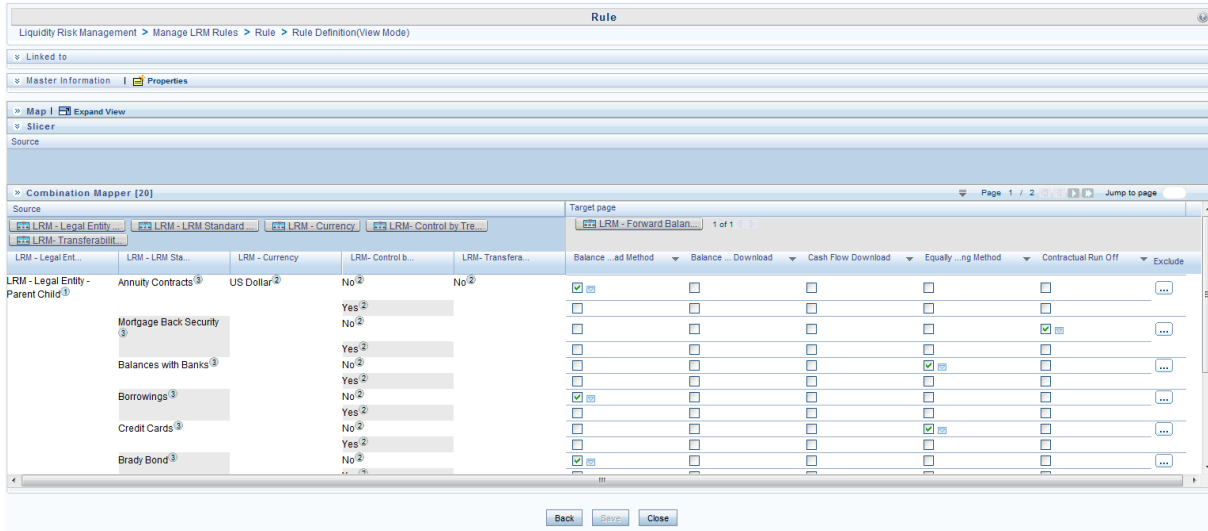 Rule
Liquidity Risk Management > Manage LRM Rules > Rule > Rule Definition(View Mode)
Linked to
Master Information | Properties
Map | Expand View
Slicer
Source
Combination Mapper [20] Page 1 / 2 Jump to page
Source Target page
LRM - Legal Entity ... LRM - LRM Standard ... LRM - Currency LRM- Control by Tre... LRM - Forward Balan... 1 of 1
LRM- Transferabilit...
LRM - Legal Ent... LRM - LRM Sta... LRM - Currency LRM- Control b... LRM- Transfera... Balance ...ad Method Balance ... Download Cash Flow Download Equally ...ng Method Contractual Run Off Exclude
LRM - Legal Entity - Annuity Contracts 3 US Dollar 2 No 2 No 2 ...
Parent Child 1
Yes 2
Mortgage Back Security No 2 ...
3
Yes 2
Balances with Banks 3 No 2 ...
Yes 2
Borrowings 3 No 2 ...
Yes 2
Credit Cards 3 No 2 ...
Yes 2
Brady Bond 3 No 2 ...
Back Save Close